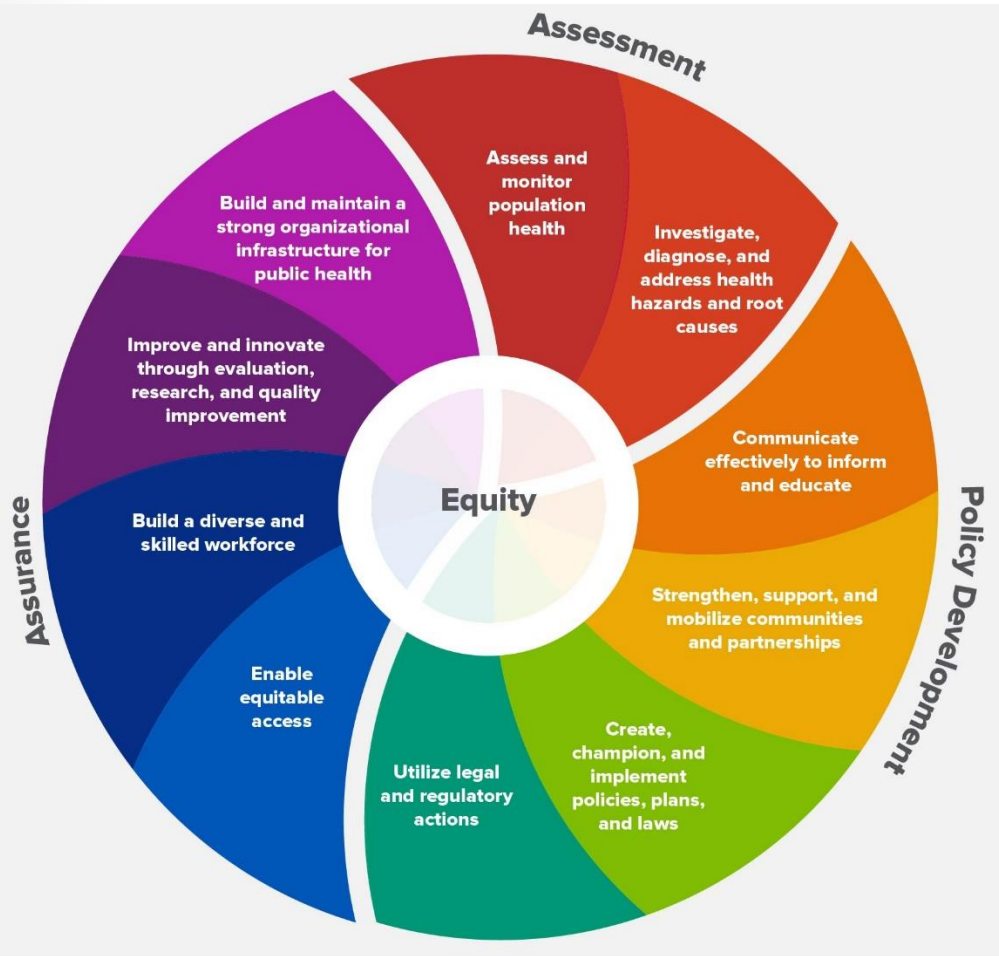 Assessment
Assess and
monitor
population
health
Investigate,
diagnose, and
address health
hazards and root
causes
Policy Development
Communicate
effectively to inform
and educate
Strengthen, support, and
mobilize communities
and partnerships
Create,
champion, and
implement
policies, plans,
and laws
Utilize legal
and regulatory
actions
Assurance
Enable
equitable
access
Build a diverse and
skilled workforce
Improve and innovate
through evaluation,
research, and quality
improvement
Build and maintain a
strong organizational
infrastructure for
public health
Equity